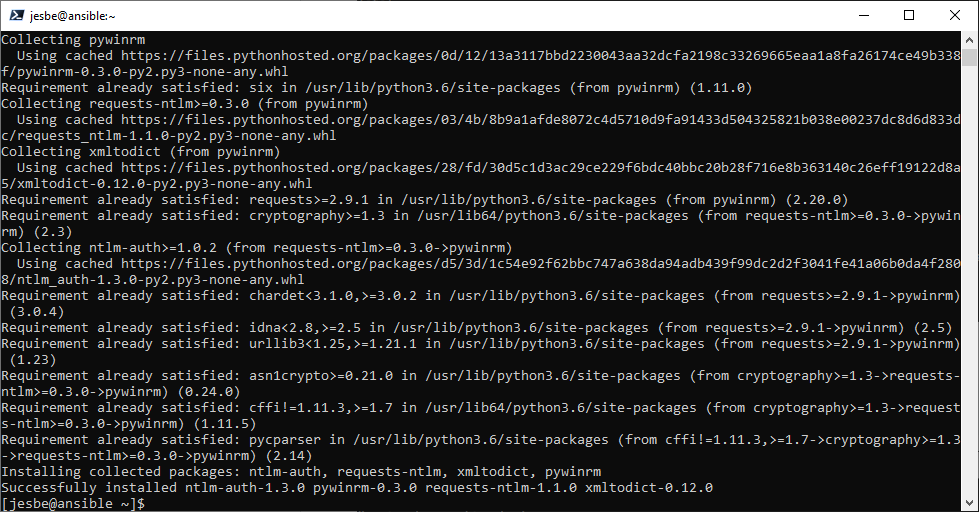 jesbe@ansible:~
Collecting pywinrm
  Using cached https://files.pythonhosted.org/packages/0d/12/13a3117bbd2230043aa32dcfa2198c33269665eaa1a8fa26174ce49b338
f/pywinrm-0.3.0-py2.py3-none-any.whl
Requirement already satisfied: six in /usr/lib/python3.6/site-packages (from pywinrm) (1.11.0)
Collecting requests-ntlm>=0.3.0 (from pywinrm)
  Using cached https://files.pythonhosted.org/packages/03/4b/8b9a1afde8072c4d5710d9fa91433d504325821b038e00237dc8d6d833d
c/requests_ntlm-1.1.0-py2.py3-none-any.whl
Collecting xmltodict (from pywinrm)
  Using cached https://files.pythonhosted.org/packages/28/fd/30d5c1d3ac29ce229f6bdc40bbc20b28f716e8b363140c26eff19122d8a
5/xmltodict-0.12.0-py2.py3-none-any.whl
Requirement already satisfied: requests>=2.9.1 in /usr/lib/python3.6/site-packages (from pywinrm) (2.20.0)
Requirement already satisfied: cryptography>=1.3 in /usr/lib64/python3.6/site-packages (from requests-ntlm>=0.3.0->pywin
rm) (2.3)
Collecting ntlm-auth>=1.0.2 (from requests-ntlm>=0.3.0->pywinrm)
  Using cached https://files.pythonhosted.org/packages/d5/3d/1c54e92f62bbc747a638da94adb439f99dc2d2f3041fe41a06b0da4f280
8/ntlm_auth-1.3.0-py2.py3-none-any.whl
Requirement already satisfied: chardet<3.1.0,>=3.0.2 in /usr/lib/python3.6/site-packages (from requests>=2.9.1->pywinrm)
 (3.0.4)
Requirement already satisfied: idna<2.8,>=2.5 in /usr/lib/python3.6/site-packages (from requests>=2.9.1->pywinrm) (2.5)
Requirement already satisfied: urllib3<1.25,>=1.21.1 in /usr/lib/python3.6/site-packages (from requests>=2.9.1->pywinrm)
 (1.23)
Requirement already satisfied: asn1crypto>=0.21.0 in /usr/lib/python3.6/site-packages (from cryptography>=1.3->requests-
ntlm>=0.3.0->pywinrm) (0.24.0)
Requirement already satisfied: cffi!=1.11.3,>=1.7 in /usr/lib64/python3.6/site-packages (from cryptography>=1.3->request
s-ntlm>=0.3.0->pywinrm) (1.11.5)
Requirement already satisfied: pycparser in /usr/lib/python3.6/site-packages (from cffi!=1.11.3,>=1.7->cryptography>=1.3
->requests-ntlm>=0.3.0->pywinrm) (2.14)
Installing collected packages: ntlm-auth, requests-ntlm, xmltodict, pywinrm
Successfully installed ntlm-auth-1.3.0 pywinrm-0.3.0 requests-ntlm-1.1.0 xmltodict-0.12.0
[jesbe@ansible ~]$